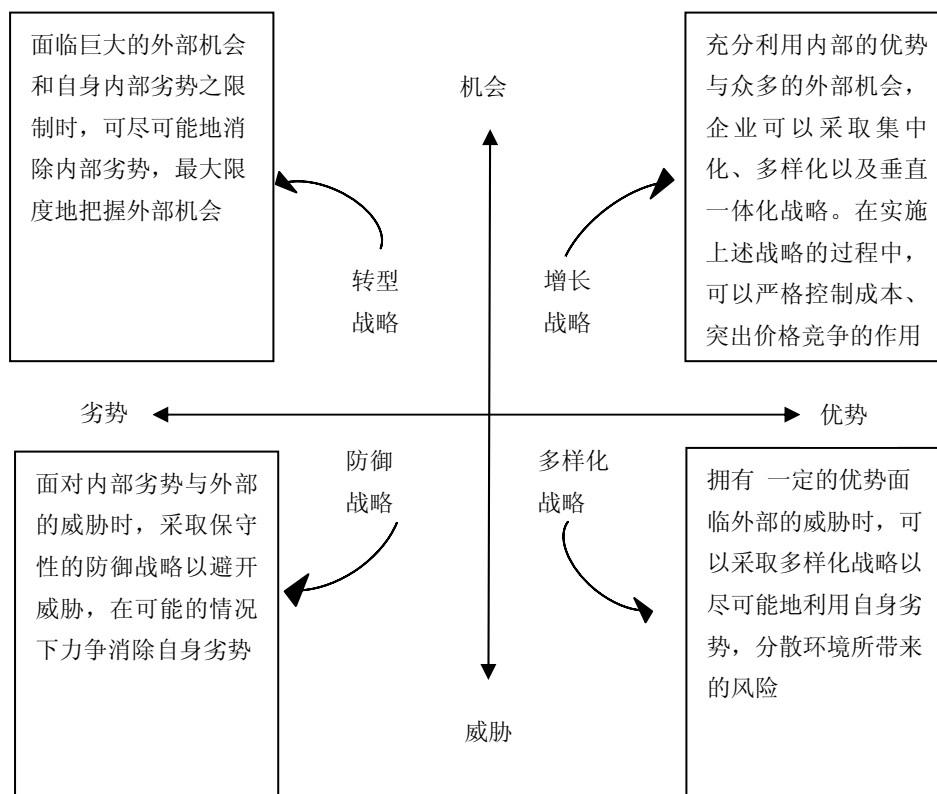 面临巨大的外部机会
和自身内部劣势之限
制时，可尽可能地消
除内部劣势，最大限
度地把握外部机会
机会
充分利用内部的优势
与众多的外部机会，
企业可以采取集中
化、多样化以及垂直
一体化战略。在实施
上述战略的过程中，
可以严格控制成本、
突出价格竞争的作用
转型
战略
增长
战略
劣势
优势
防御
战略
多样化
战略
面对内部劣势与外部
的威胁时，采取保守
性的防御战略以避开
威胁，在可能的情况
下力争消除自身劣势
拥有 一定的优势面
临外部的威胁时，可
以采取多样化战略以
尽可能地利用自身劣
势，分散环境所带来
的风险
威胁